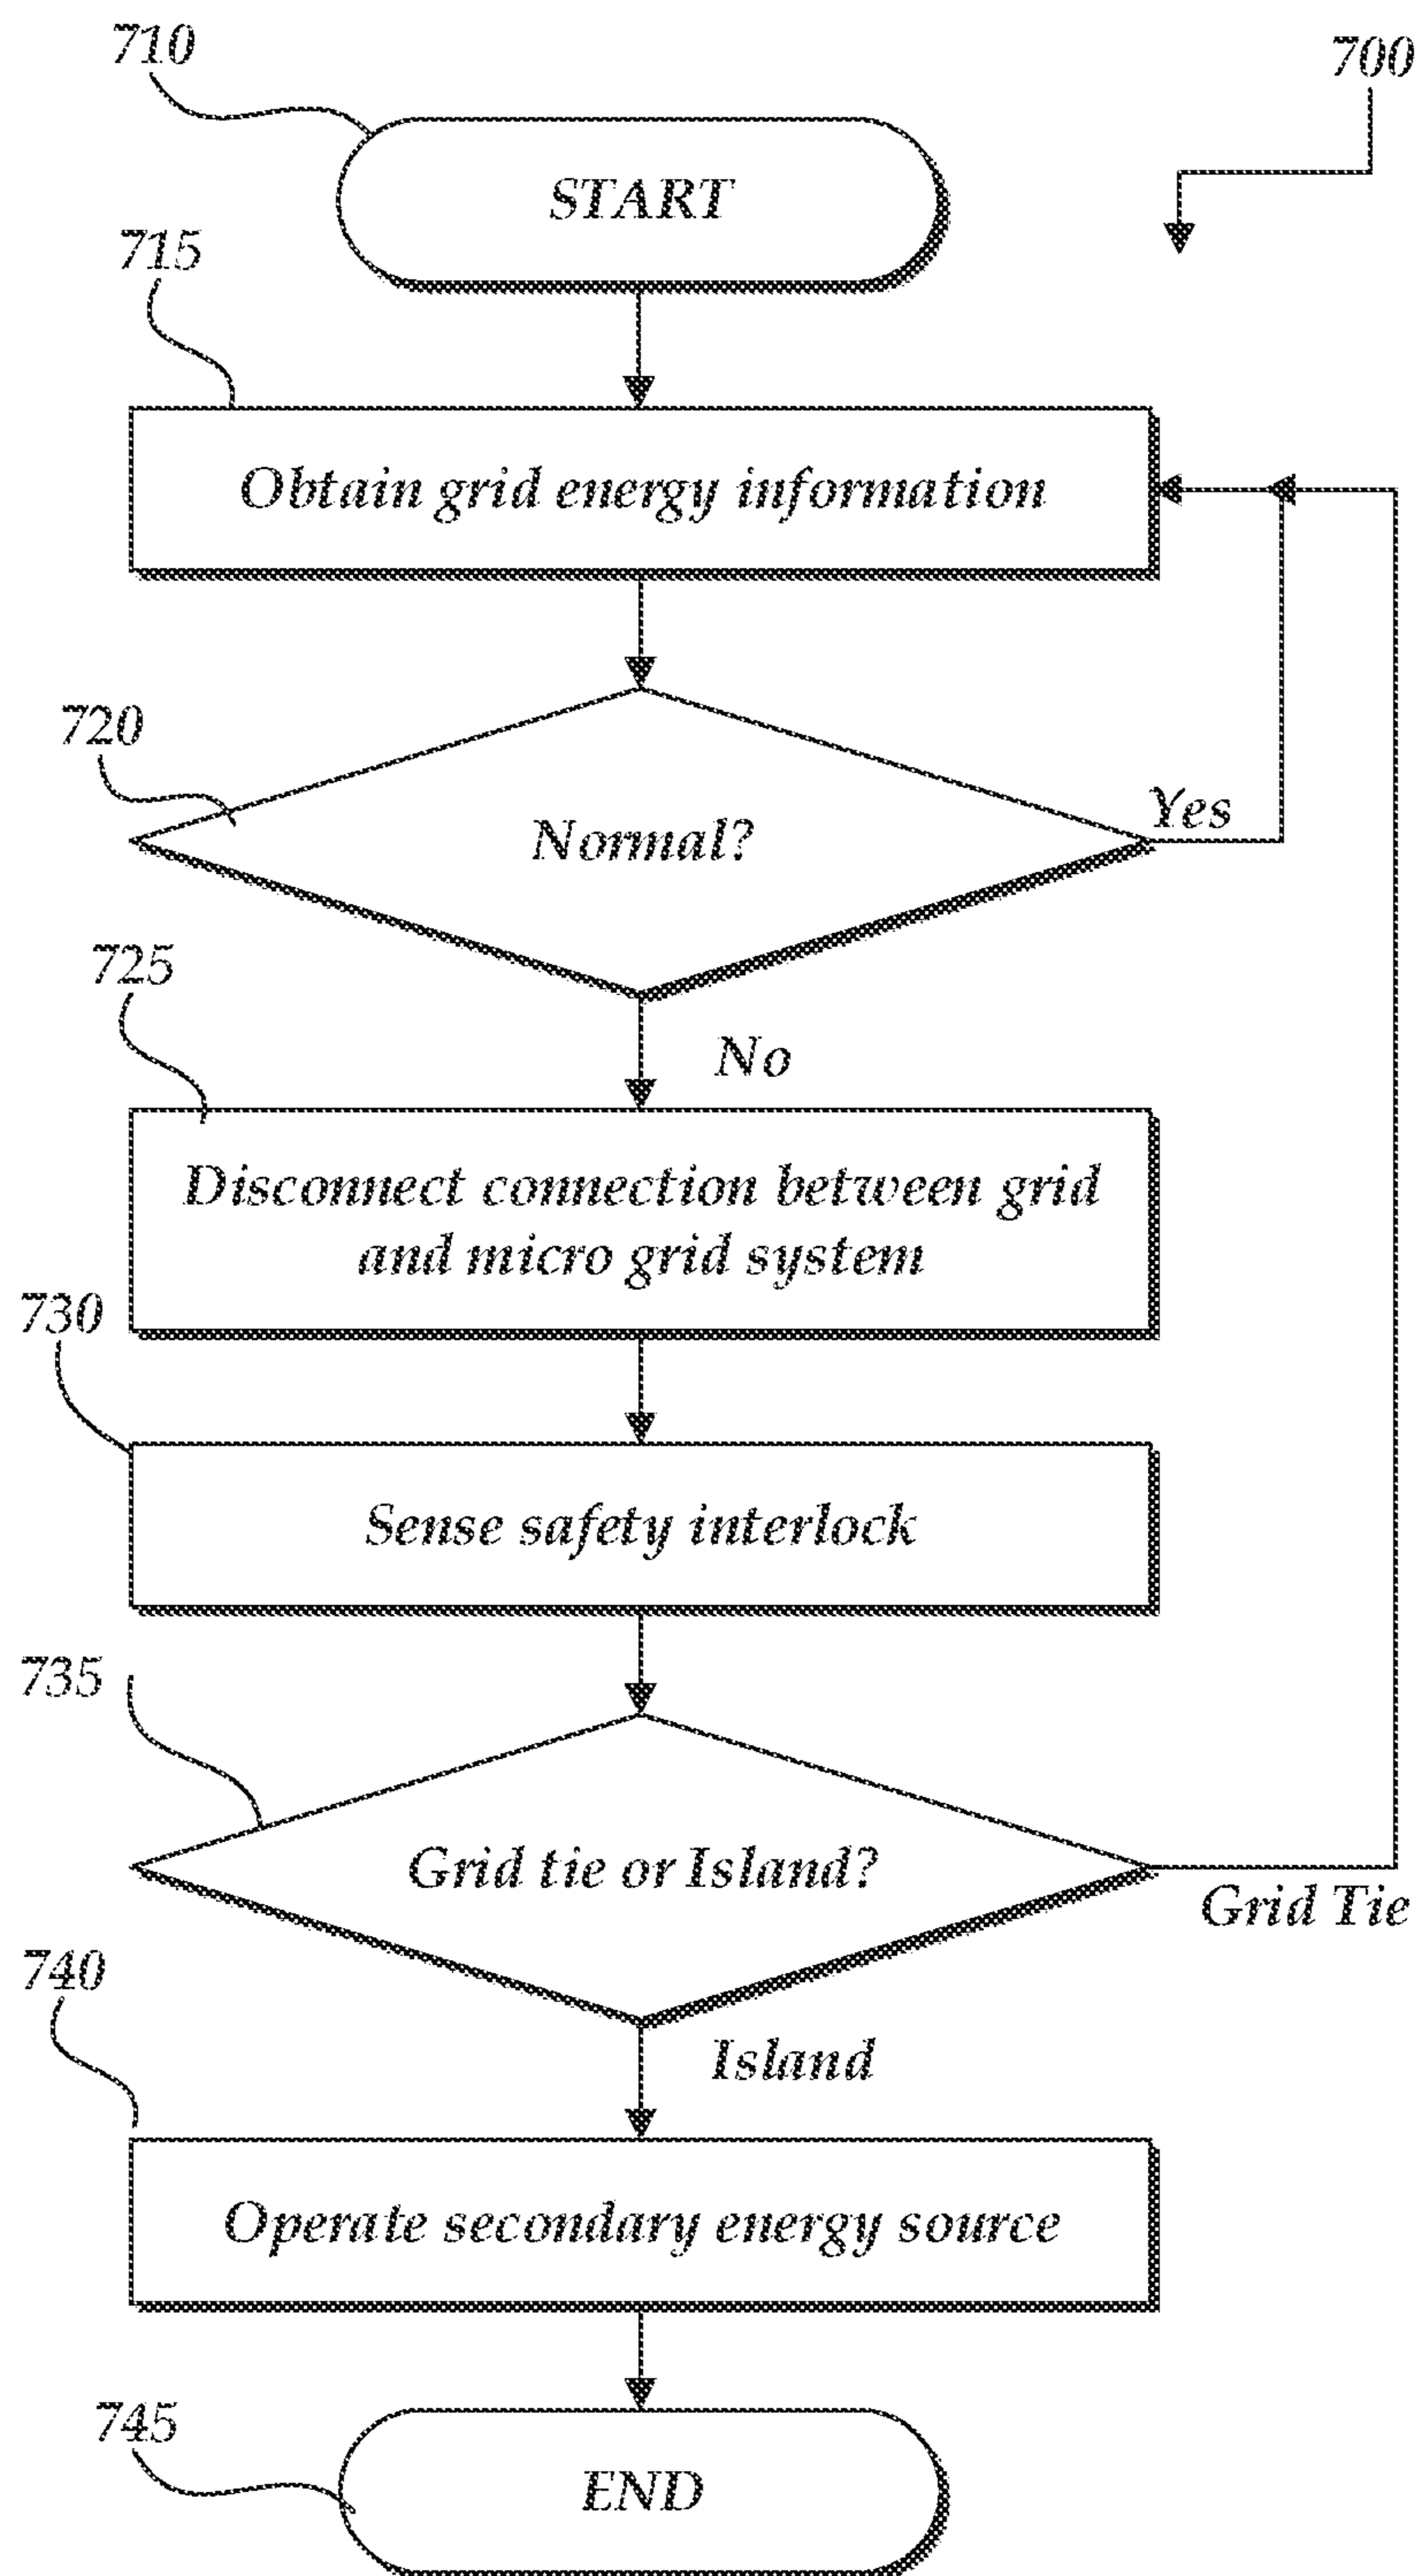 710
700
START
715
Obtain grid energy information
720
Yes
Normal?
725
No
Disconnect connection between grid
and micro grid system
730
Sense safety interlock
735
Grid tie or Island?
Grid Tie
740
Island
Operate secondary energy source
745
END